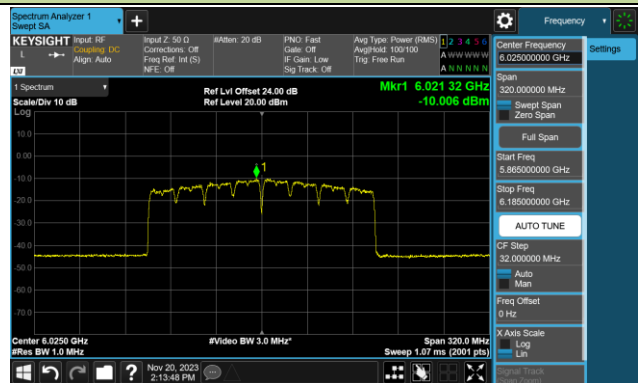 Spectrum Analyzer 1
Swept SA
Frequency
KEYSIGHT
Input: RF
Coupling: DC
Align: Auto
Input Z: 50 Ω
Corrections: Off
Freq Ref: Int (S)
NFE: Off
#Atten: 20 dB
PNO: Fast
Gate: Off
IF Gain: Low
Sig Track: Off
Avg Type: Power (RMS)
Avg|Hold: 100/100
Trig: Free Run
1 2 3 4 5 6
A W W W W W
A N N N N N
L
LXI
1 Spectrum
Scale/Div 10 dB
Log
Ref Lvl Offset 24.00 dB
Ref Level 20.00 dBm
Mkr1 6.021 32 GHz
-10.006 dBm
10.0
0.00
-10.0
-20.0
-30.0
-40.0
-50.0
-60.0
-70.0
1
Center 6.0250 GHz
#Res BW 1.0 MHz
#Video BW 3.0 MHz*
Span 320.0 MHz
Sweep 1.07 ms (2001 pts)
Nov 20, 2023
2:13:48 PM
Center Frequency
6.025000000 GHz
Settings
Span
320.000000 MHz
Swept Span
Zero Span
Full Span
Start Freq
5.865000000 GHz
Stop Freq
6.185000000 GHz
AUTO TUNE
CF Step
32.000000 MHz
Auto
Man
Freq Offset
0 Hz
X Axis Scale
Log
Lin
Signal Track
(Span Zoom)